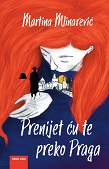 Martina Mlinarević
Prenijet ću te
preko Praga